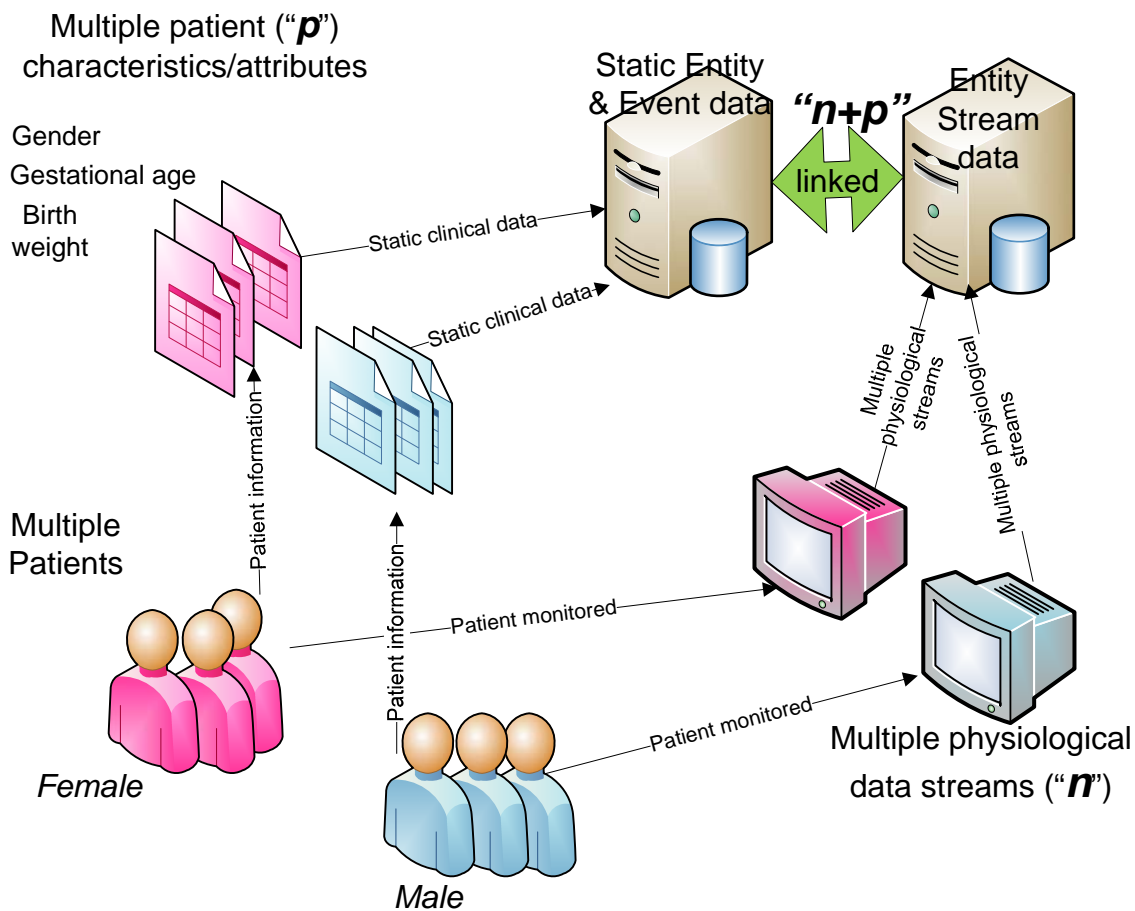 Multiple patient (“p”)
characteristics/attributes
Gender
Gestational age
Birth
weight
Static Entity
& Event data
“n+p”
linked
Entity
Stream
data
Static clinical data
Static clinical data
Multiple
physiological
streams
Multiple physiological
streams
Patient information
Patient information
Multiple
Patients
Patient monitored
Patient monitored
Female
Male
Multiple physiological
data streams (“n”)